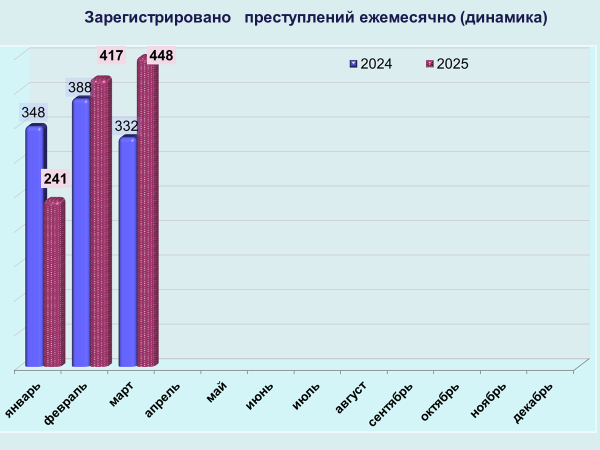 Зарегистрировано преступлений ежемесячно (динамика)
2024 2025
348 241 388 417 332 448
январь февраль март апрель май июнь июль август сентябрь октябрь ноябрь декабрь